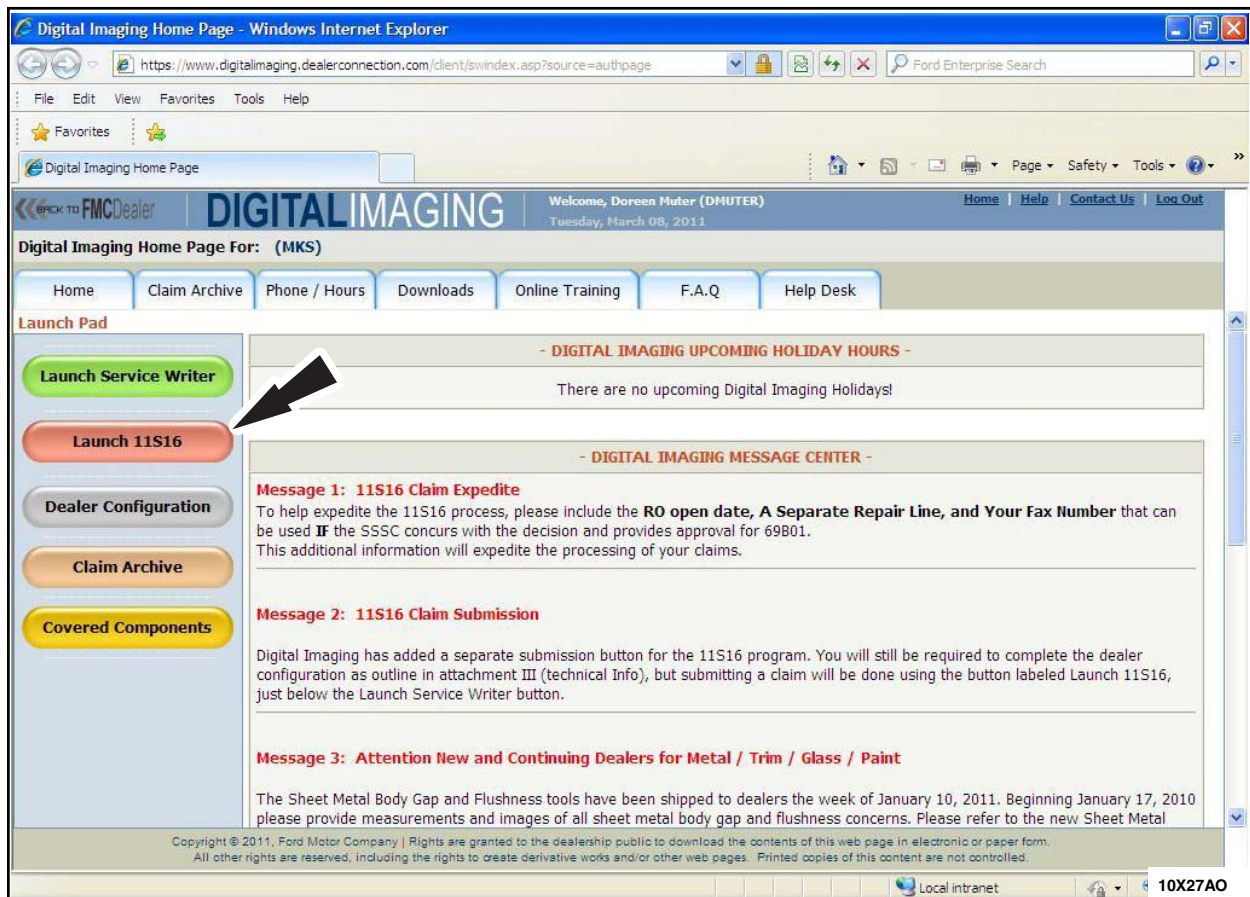 Digital Imaging Home Page - Windows Internet Explorer
https://www.digitalimaging.dealerconnection.com/client/swindex.asp?source=authpage
Ford Enterprise Search
File Edit View Favorites Tools Help
Favorites
Digital Imaging Home Page
Page Safety Tools
BACK TO FMCDealer
DIGITALIMAGING
Welcome, Doreen Muter (DMUTER)
Tuesday, March 08, 2011
Home | Help | Contact Us | Log Out
Digital Imaging Home Page For: (MKS)
Home Claim Archive Phone / Hours Downloads Online Training F.A.Q Help Desk
Launch Pad
Launch Service Writer
Launch 11S16
Dealer Configuration
Claim Archive
Covered Components
- DIGITAL IMAGING UPCOMING HOLIDAY HOURS -
There are no upcoming Digital Imaging Holidays!
- DIGITAL IMAGING MESSAGE CENTER -
Message 1: 11S16 Claim Expedite
To help expedite the 11S16 process, please include the RO open date, A Separate Repair Line, and Your Fax Number that can
be used IF the SSSC concurs with the decision and provides approval for 69B01.
This additional information will expedite the processing of your claims.
Message 2: 11S16 Claim Submission
Digital Imaging has added a separate submission button for the 11S16 program. You will still be required to complete the dealer
configuration as outline in attachment III (technical Info), but submitting a claim will be done using the button labeled Launch 11S16,
just below the Launch Service Writer button.
Message 3: Attention New and Continuing Dealers for Metal / Trim / Glass / Paint
The Sheet Metal Body Gap and Flushness tools have been shipped to dealers the week of January 10, 2011. Beginning January 17, 2010
please provide measurements and images of all sheet metal body gap and flushness concerns. Please refer to the new Sheet Metal
Copyright © 2011, Ford Motor Company | Rights are granted to the dealership public to download the contents of this web page in electronic or paper form.
All other rights are reserved, including the rights to create derivative works and/or other web pages. Printed copies of this content are not controlled.
Local intranet
10X27AO